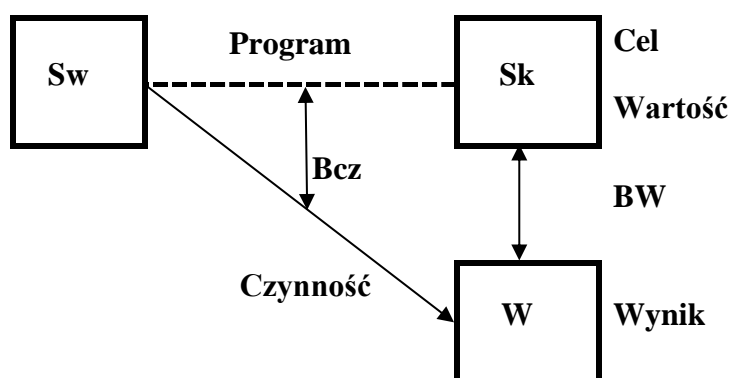 Program
Sw
Sk
Cel
Wartość
Bcz
BW
Czynność
W
Wynik